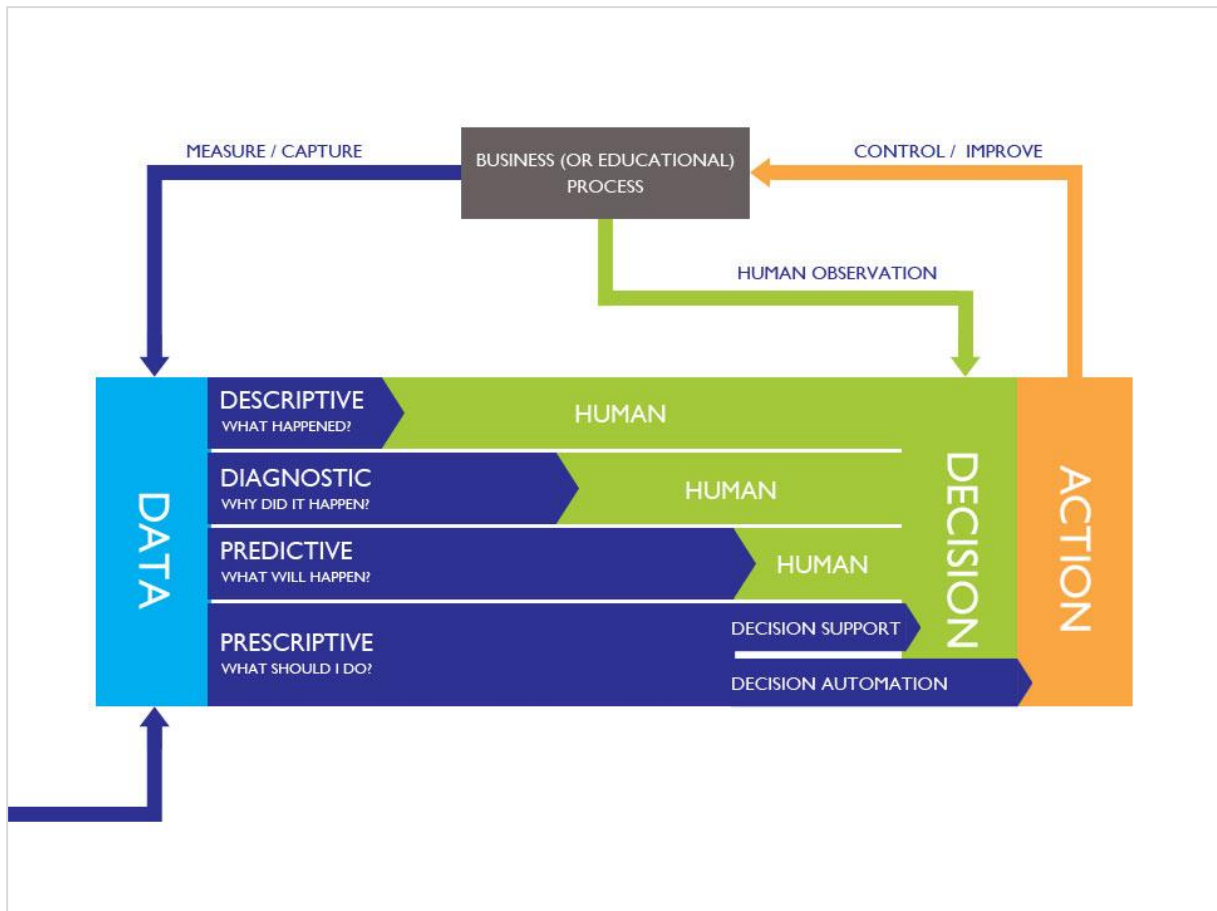 MEASURE / CAPTURE
BUSINESS (OR EDUCATIONAL)
PROCESS
CONTROL / IMPROVE
HUMAN OBSERVATION
DATA
DESCRIPTIVE
WHAT HAPPENED?
HUMAN
DIAGNOSTIC
WHY DID IT HAPPEN?
HUMAN
PREDICTIVE
WHAT WILL HAPPEN?
HUMAN
PRESCRIPTIVE
WHAT SHOULD I DO?
DECISION SUPPORT
DECISION AUTOMATION
DECISION
ACTION